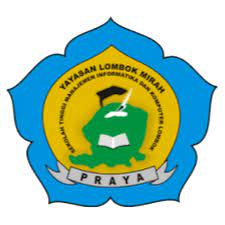 YAYASAN LOMBOK MIRAH
SEKOLAH TINGGI MANAJEMEN INFORMATIKA DAN KOMPUTER LOMBOK
PRAYA